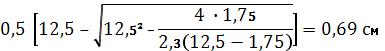 0,5 [12,5 − √(12,5² − (4 · 1,75)/(2,3(12,5 − 1,75)))] = 0,69 см